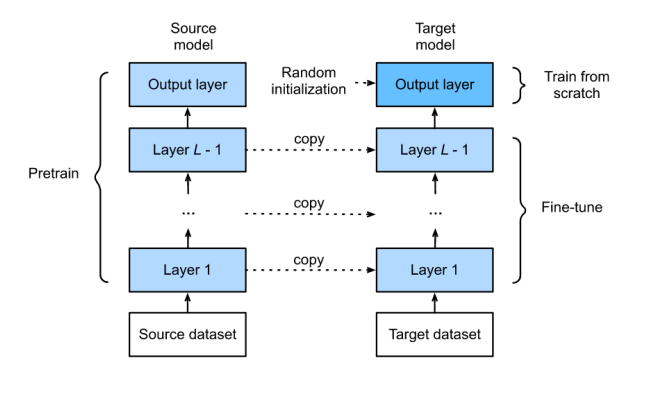 Source
model
Target
model
Output layer
Random
initialization
Output layer
Train from
scratch
Layer L - 1
copy
Layer L - 1
Pretrain
...
copy
...
Fine-tune
Layer 1
copy
Layer 1
Source dataset
Target dataset